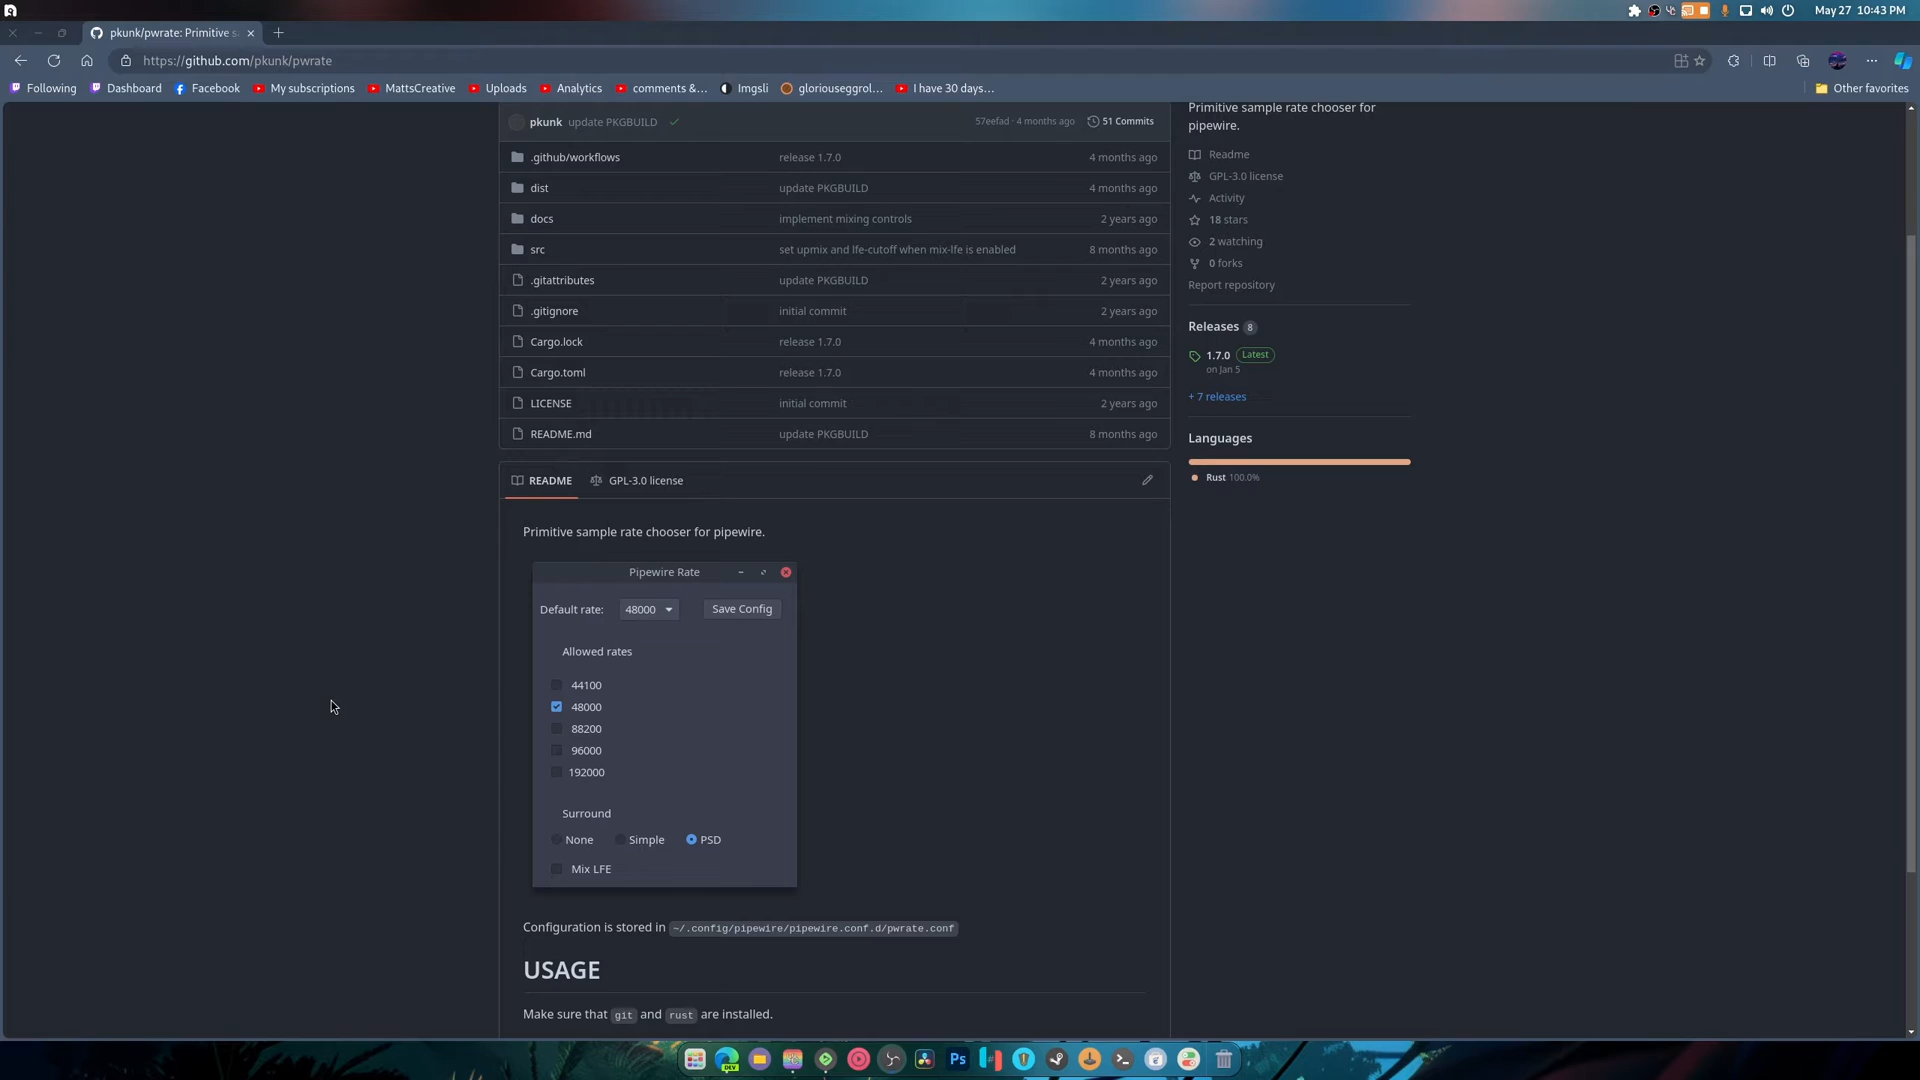 May 27 10:43 PM
pkunk/pwrate: Primitive s
https://github.com/pkunk/pwrate
Following
Dashboard
Facebook
My subscriptions
MattsCreative
Uploads
Analytics
comments &...
Imgsli
gloriouseggrol...
I have 30 days...
Other favorites
pkunk update PKGBUILD 57eefad · 4 months ago 51 Commits
.github/workflows release 1.7.0 4 months ago
dist update PKGBUILD 4 months ago
docs implement mixing controls 2 years ago
src set upmix and lfe-cutoff when mix-lfe is enabled 8 months ago
.gitattributes update PKGBUILD 2 years ago
.gitignore initial commit 2 years ago
Cargo.lock release 1.7.0 4 months ago
Cargo.toml release 1.7.0 4 months ago
LICENSE initial commit 2 years ago
README.md update PKGBUILD 8 months ago
README GPL-3.0 license
Primitive sample rate chooser for pipewire.
Pipewire Rate
Default rate: 48000 Save Config
Allowed rates
44100
48000
88200
96000
192000
Surround
None Simple PSD
Mix LFE
Configuration is stored in ~/.config/pipewire/pipewire.conf.d/pwrate.conf
USAGE
Make sure that git and rust are installed.
Primitive sample rate chooser for
pipewire.
Readme
GPL-3.0 license
Activity
18 stars
2 watching
0 forks
Report repository
Releases 8
1.7.0 Latest
on Jan 5
+ 7 releases
Languages
Rust 100.0%
DEV
Ps